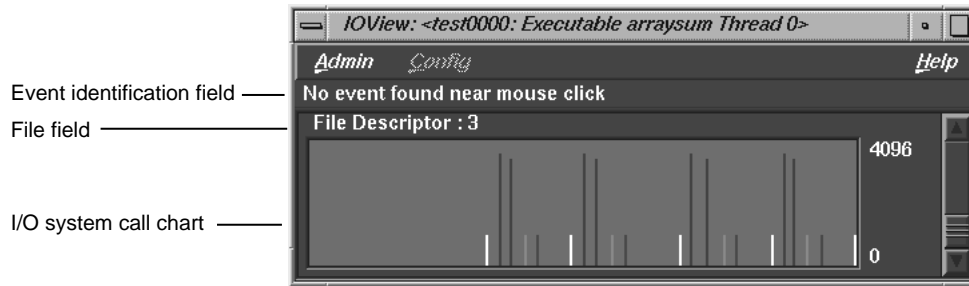 IOView: <test0000: Executable arraysum Thread 0>
Admin Config Help
Event identification field
No event found near mouse click
File field
File Descriptor : 3
4096
I/O system call chart
0